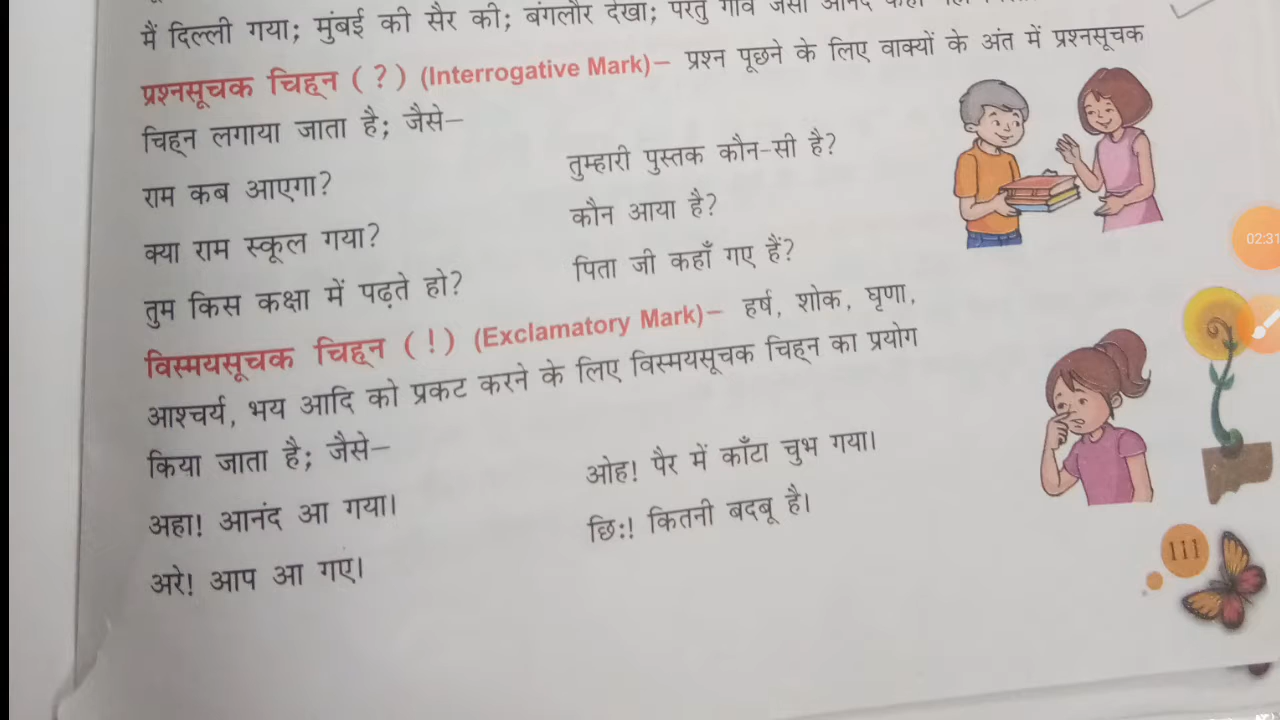 मैं दिल्ली गया; मुंबई की सैर की; बंगलौर देखा; परंतु गाँव जैसा आनंद कहीं
प्रश्नसूचक चिह्न (?) (Interrogative Mark)– प्रश्न पूछने के लिए वाक्यों के अंत में प्रश्नसूचक
चिह्न लगाया जाता है; जैसे–
राम कब आएगा? तुम्हारी पुस्तक कौन-सी है?
क्या राम स्कूल गया? कौन आया है?
तुम किस कक्षा में पढ़ते हो? पिता जी कहाँ गए हैं?
विस्मयसूचक चिह्न (!) (Exclamatory Mark)– हर्ष, शोक, घृणा,
आश्चर्य, भय आदि को प्रकट करने के लिए विस्मयसूचक चिह्न का प्रयोग
किया जाता है; जैसे–
अहा! आनंद आ गया। ओह! पैर में काँटा चुभ गया।
अरे! आप आ गए। छिः! कितनी बदबू है।
111
02:31